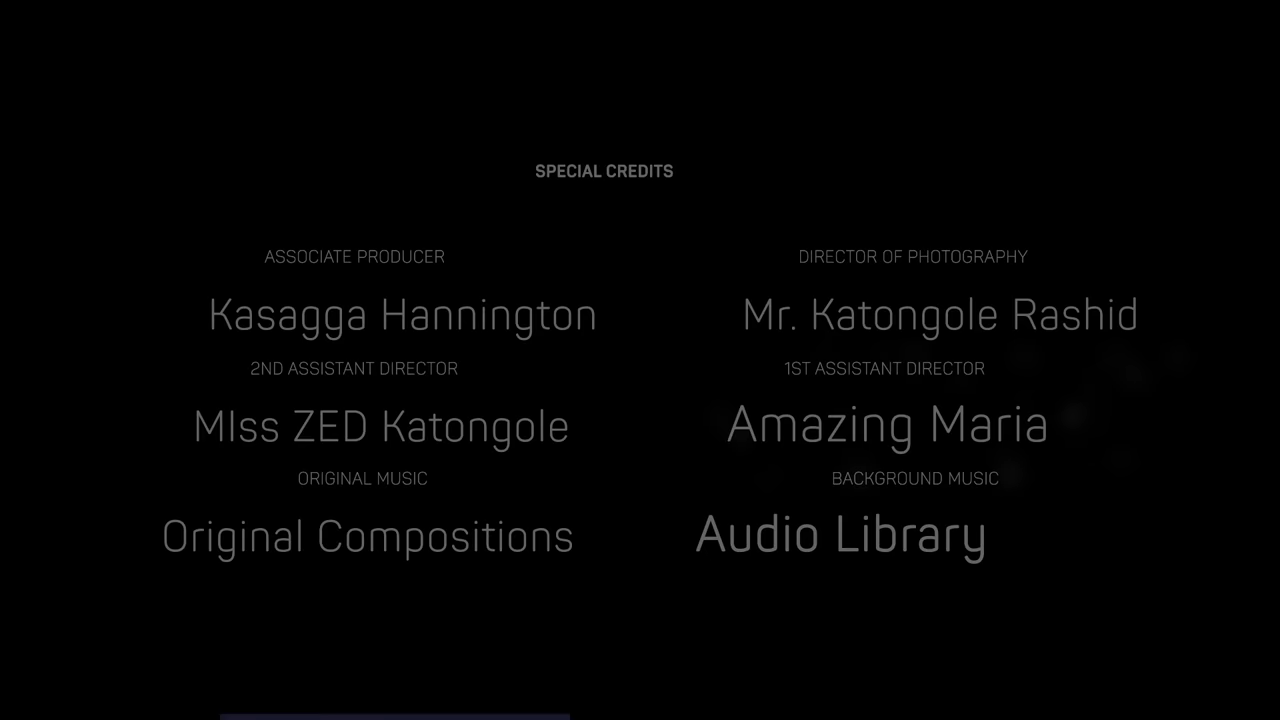 SPECIAL CREDITS
ASSOCIATE PRODUCER
Kasagga Hannington
DIRECTOR OF PHOTOGRAPHY
Mr. Katongole Rashid
2ND ASSISTANT DIRECTOR
MIss ZED Katongole
1ST ASSISTANT DIRECTOR
Amazing Maria
ORIGINAL MUSIC
Original Compositions
BACKGROUND MUSIC
Audio Library